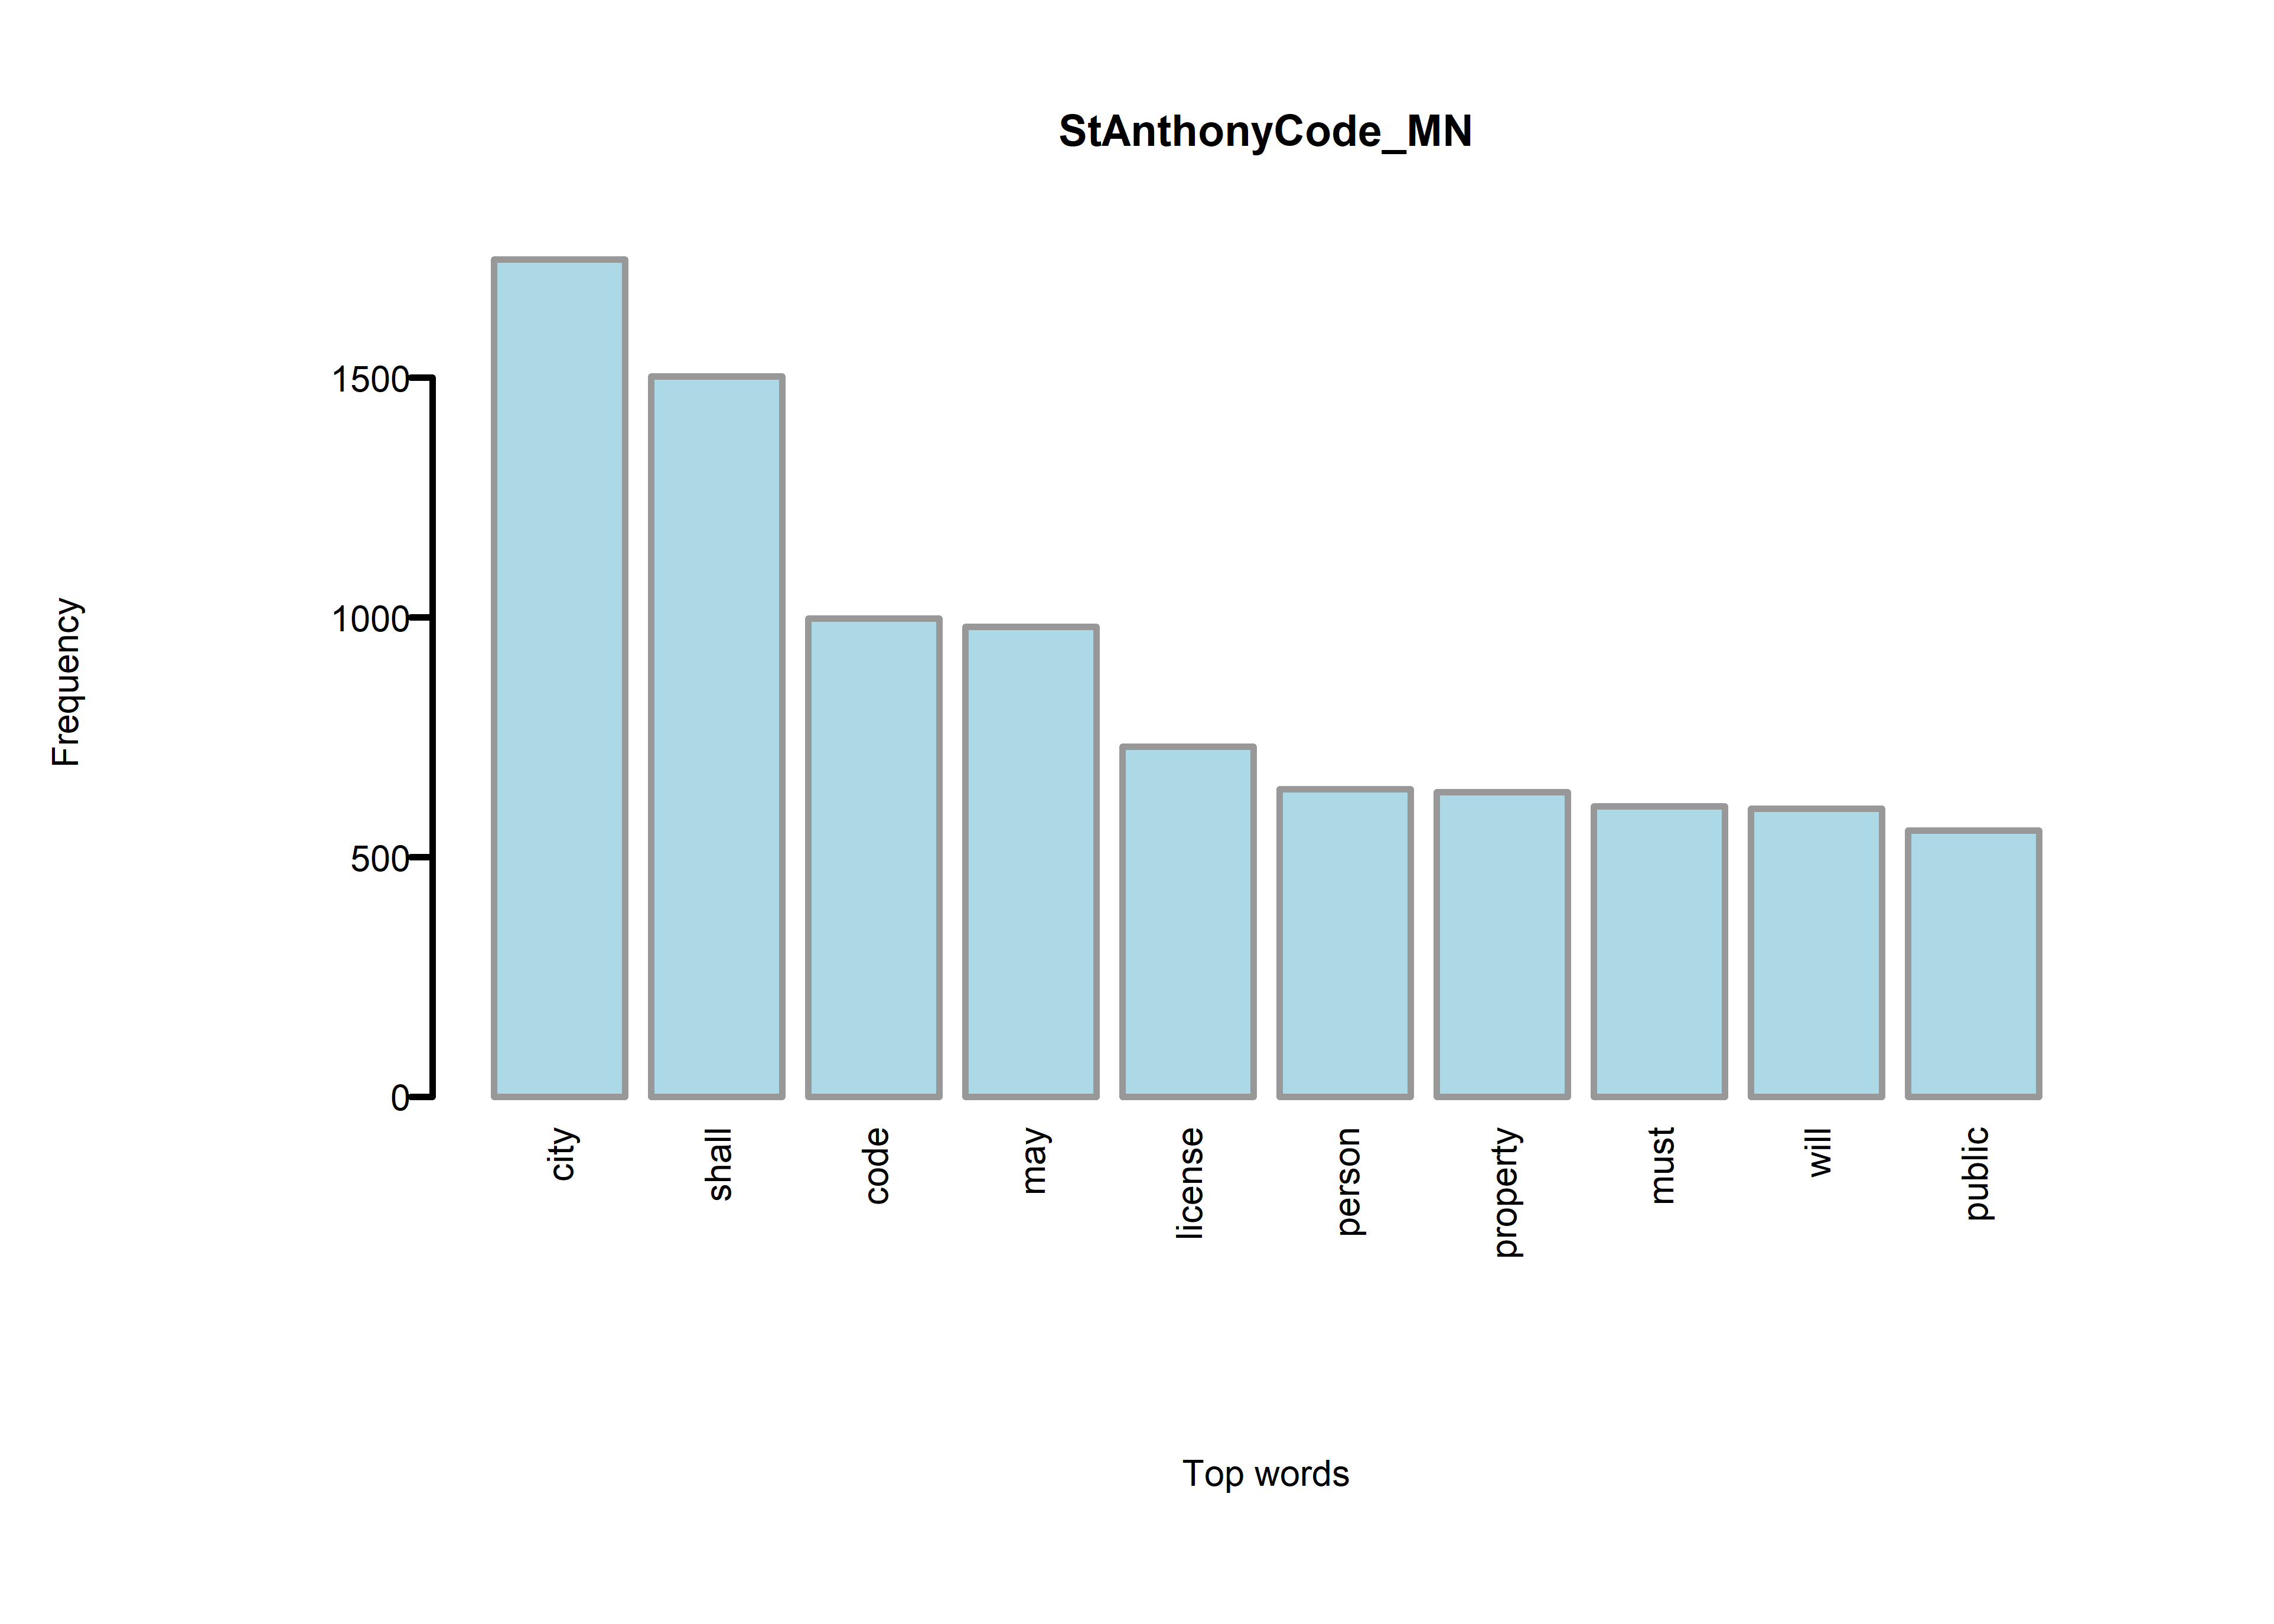 StAnthonyCode_MN
Frequency
1500
1000
500
0
city
shall
code
may
license
person
property
must
will
public
Top words